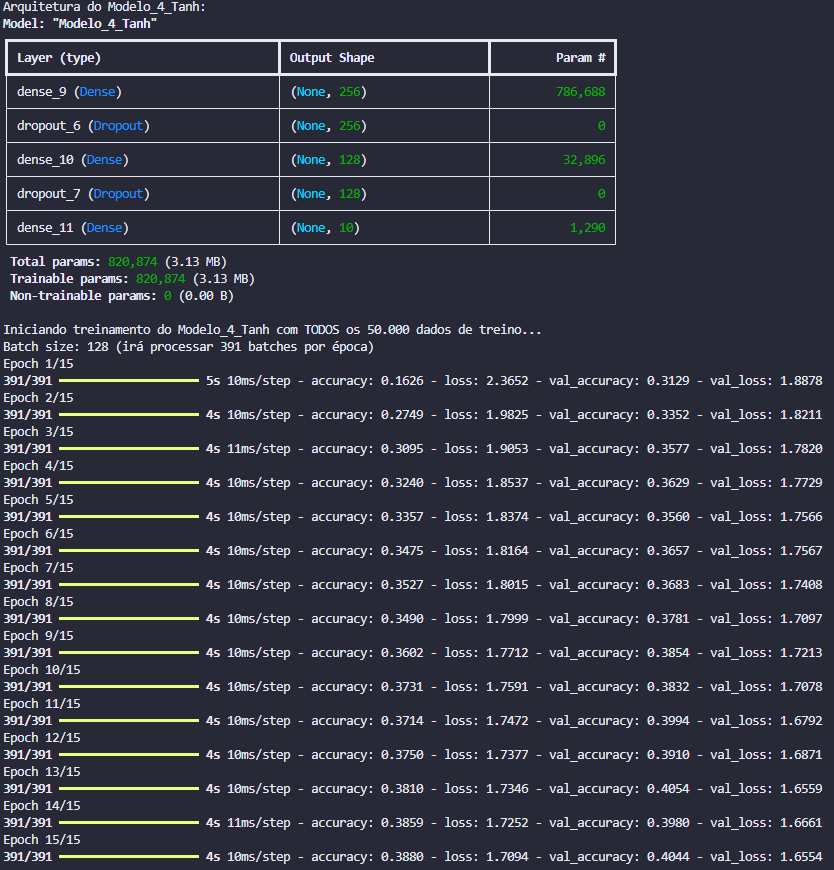 Arquitetura do Modelo_4_Tanh:
Model: "Modelo_4_Tanh"
Layer (type) Output Shape Param #
dense_9 (Dense) (None, 256) 786,688
dropout_6 (Dropout) (None, 256) 0
dense_10 (Dense) (None, 128) 32,896
dropout_7 (Dropout) (None, 128) 0
dense_11 (Dense) (None, 10) 1,290
Total params: 820,874 (3.13 MB)
Trainable params: 820,874 (3.13 MB)
Non-trainable params: 0 (0.00 B)
Iniciando treinamento do Modelo_4_Tanh com TODOS os 50.000 dados de treino...
Batch size: 128 (irá processar 391 batches por época)
Epoch 1/15
391/391 5s 10ms/step - accuracy: 0.1626 - loss: 2.3652 - val_accuracy: 0.3129 - val_loss: 1.8878
Epoch 2/15
391/391 4s 10ms/step - accuracy: 0.2749 - loss: 1.9825 - val_accuracy: 0.3352 - val_loss: 1.8211
Epoch 3/15
391/391 4s 11ms/step - accuracy: 0.3095 - loss: 1.9053 - val_accuracy: 0.3577 - val_loss: 1.7820
Epoch 4/15
391/391 4s 10ms/step - accuracy: 0.3240 - loss: 1.8537 - val_accuracy: 0.3629 - val_loss: 1.7729
Epoch 5/15
391/391 4s 10ms/step - accuracy: 0.3357 - loss: 1.8374 - val_accuracy: 0.3560 - val_loss: 1.7566
Epoch 6/15
391/391 4s 10ms/step - accuracy: 0.3475 - loss: 1.8164 - val_accuracy: 0.3657 - val_loss: 1.7567
Epoch 7/15
391/391 4s 10ms/step - accuracy: 0.3527 - loss: 1.8015 - val_accuracy: 0.3683 - val_loss: 1.7408
Epoch 8/15
391/391 4s 10ms/step - accuracy: 0.3490 - loss: 1.7999 - val_accuracy: 0.3781 - val_loss: 1.7097
Epoch 9/15
391/391 4s 10ms/step - accuracy: 0.3602 - loss: 1.7712 - val_accuracy: 0.3854 - val_loss: 1.7213
Epoch 10/15
391/391 4s 10ms/step - accuracy: 0.3731 - loss: 1.7591 - val_accuracy: 0.3832 - val_loss: 1.7078
Epoch 11/15
391/391 4s 10ms/step - accuracy: 0.3714 - loss: 1.7472 - val_accuracy: 0.3994 - val_loss: 1.6792
Epoch 12/15
391/391 4s 10ms/step - accuracy: 0.3750 - loss: 1.7377 - val_accuracy: 0.3910 - val_loss: 1.6871
Epoch 13/15
391/391 4s 10ms/step - accuracy: 0.3810 - loss: 1.7346 - val_accuracy: 0.4054 - val_loss: 1.6559
Epoch 14/15
391/391 4s 11ms/step - accuracy: 0.3859 - loss: 1.7252 - val_accuracy: 0.3980 - val_loss: 1.6661
Epoch 15/15
391/391 4s 10ms/step - accuracy: 0.3880 - loss: 1.7094 - val_accuracy: 0.4044 - val_loss: 1.6554